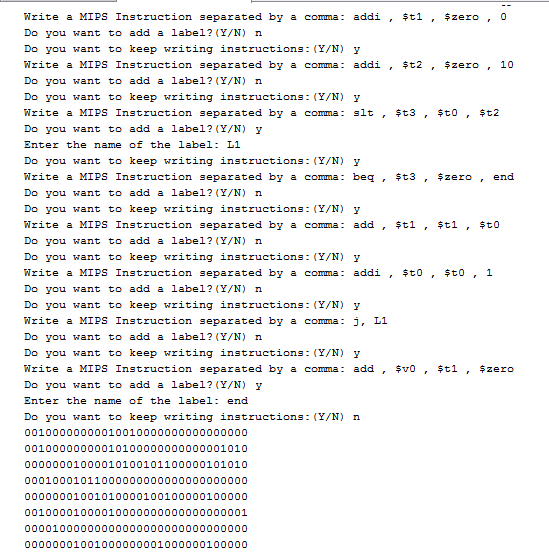 Write a MIPS Instruction separated by a comma: addi , $t1 , $zero , 0
Do you want to add a label?(Y/N) n
Do you want to keep writing instructions:(Y/N) y
Write a MIPS Instruction separated by a comma: addi , $t2 , $zero , 10
Do you want to add a label?(Y/N) n
Do you want to keep writing instructions:(Y/N) y
Write a MIPS Instruction separated by a comma: slt , $t3 , $t0 , $t2
Do you want to add a label?(Y/N) y
Enter the name of the label: L1
Do you want to keep writing instructions:(Y/N) y
Write a MIPS Instruction separated by a comma: beq , $t3 , $zero , end
Do you want to add a label?(Y/N) n
Do you want to keep writing instructions:(Y/N) y
Write a MIPS Instruction separated by a comma: add , $t1 , $t1 , $t0
Do you want to add a label?(Y/N) n
Do you want to keep writing instructions:(Y/N) y
Write a MIPS Instruction separated by a comma: addi , $t0 , $t0 , 1
Do you want to add a label?(Y/N) n
Do you want to keep writing instructions:(Y/N) y
Write a MIPS Instruction separated by a comma: j, L1
Do you want to add a label?(Y/N) n
Do you want to keep writing instructions:(Y/N) y
Write a MIPS Instruction separated by a comma: add , $v0 , $t1 , $zero
Do you want to add a label?(Y/N) y
Enter the name of the label: end
Do you want to keep writing instructions:(Y/N) n
00100000000010010000000000000000
00100000000010100000000000001010
00000001000010100101100000101010
00010001011000000000000000000000
00000001001010000100100000100000
00100001000010000000000000000001
00001000000000000000000000000000
00000001001000000001000000100000